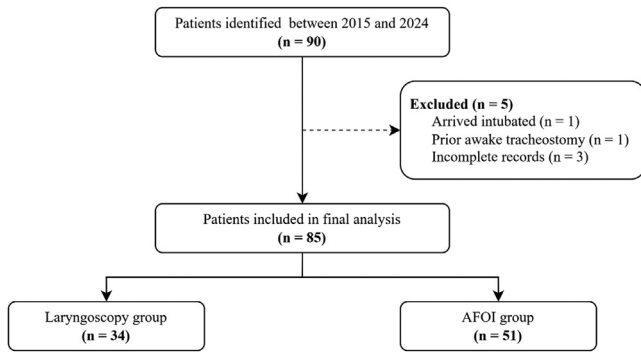 Patients identified between 2015 and 2024
(n = 90)
Excluded (n = 5)
Arrived intubated (n = 1)
Prior awake tracheostomy (n = 1)
Incomplete records (n = 3)
Patients included in final analysis
(n = 85)
Laryngoscopy group
(n = 34)
AFOI group
(n = 51)